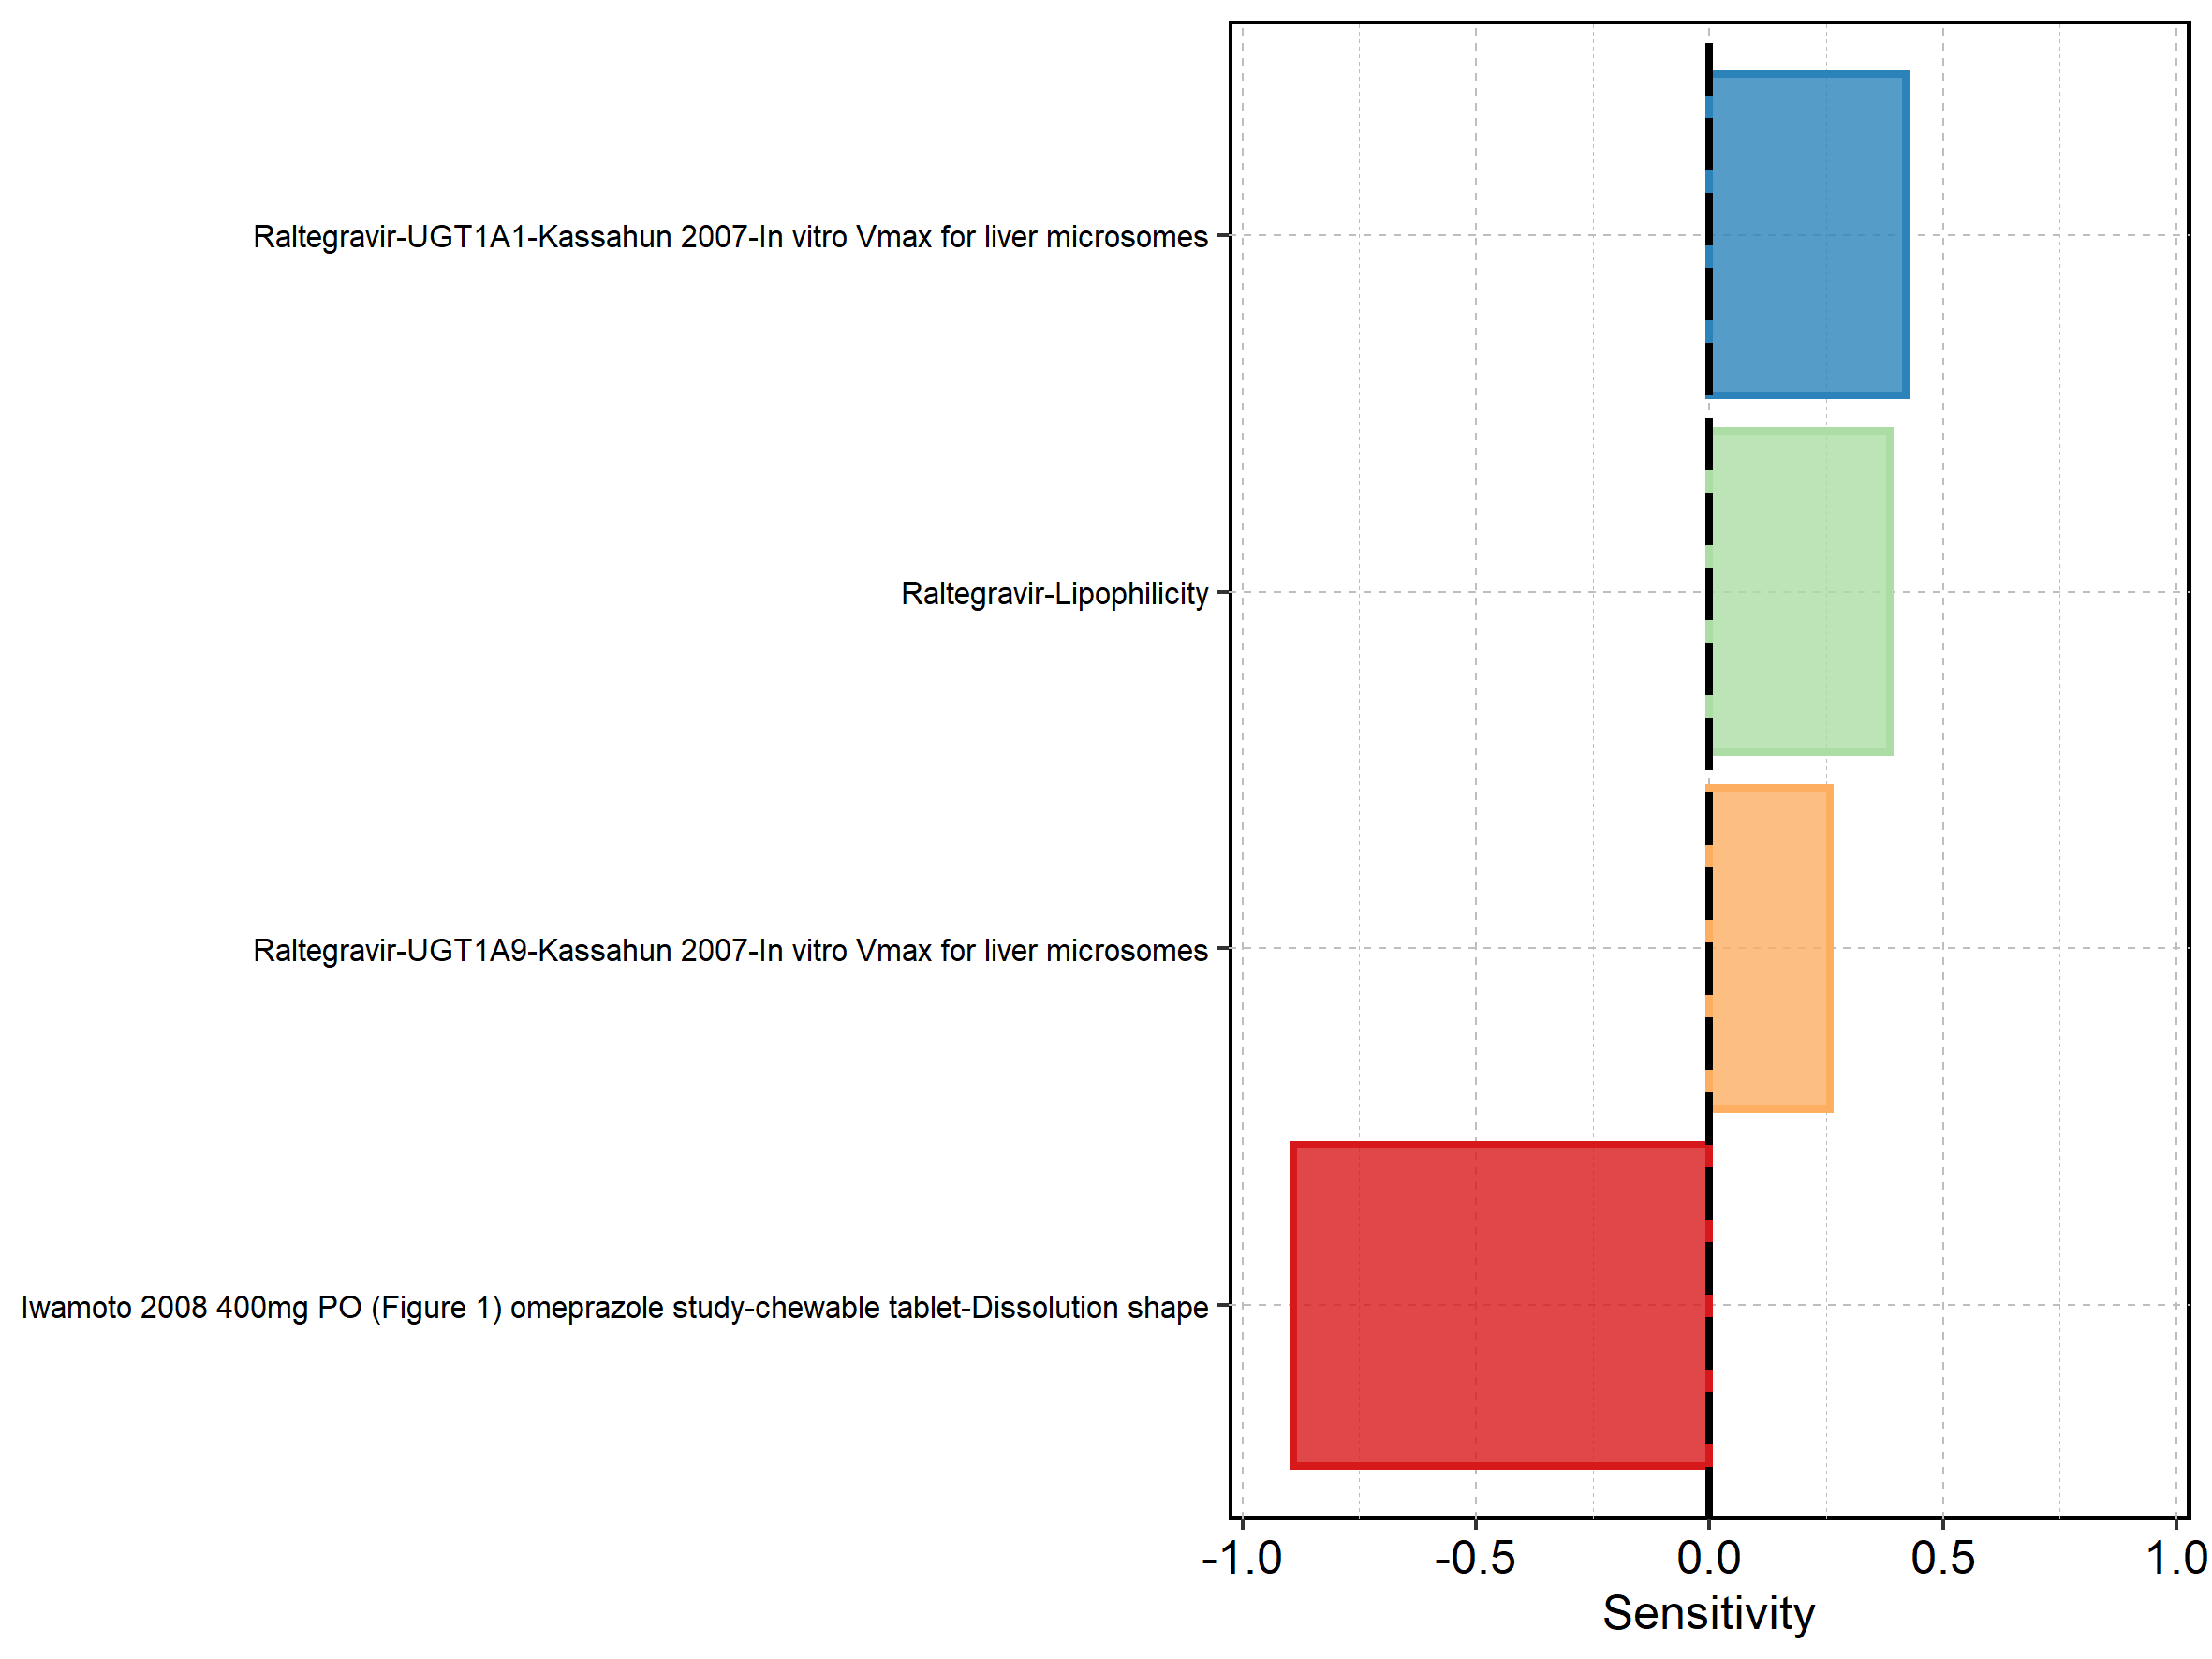 Raltegravir-UGT1A1-Kassahun 2007-In vitro Vmax for liver microsomes
Raltegravir-Lipophilicity
Raltegravir-UGT1A9-Kassahun 2007-In vitro Vmax for liver microsomes
Iwamoto 2008 400mg PO (Figure 1) omeprazole study-chewable tablet-Dissolution shape
-1.0 -0.5 0.0 0.5 1.0
Sensitivity